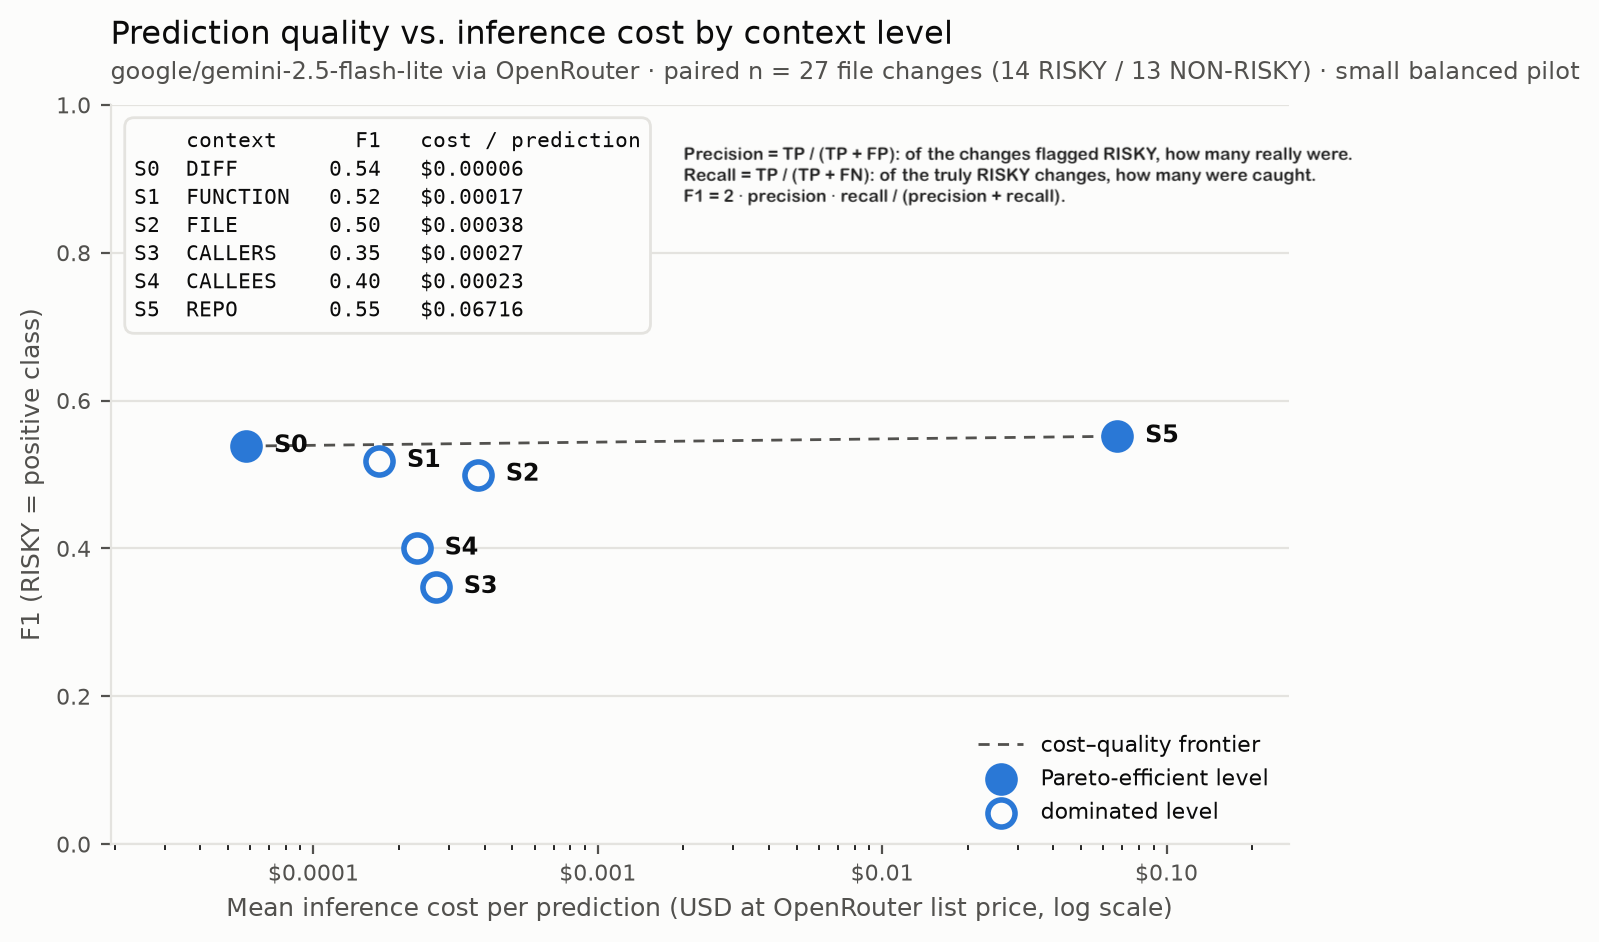 Prediction quality vs. inference cost by context level
google/gemini-2.5-flash-lite via OpenRouter · paired n = 27 file changes (14 RISKY / 13 NON-RISKY) · small balanced pilot
context F1 cost / prediction
S0 DIFF 0.54 $0.00006
S1 FUNCTION 0.52 $0.00017
S2 FILE 0.50 $0.00038
S3 CALLERS 0.35 $0.00027
S4 CALLEES 0.40 $0.00023
S5 REPO 0.55 $0.06716
Precision = TP / (TP + FP): of the changes flagged RISKY, how many really were.
Recall = TP / (TP + FN): of the truly RISKY changes, how many were caught.
F1 = 2 · precision · recall / (precision + recall).
F1 (RISKY = positive class)
1.0
0.8
0.6
0.4
0.2
0.0
S0
S1
S2
S4
S3
S5
cost–quality frontier
Pareto-efficient level
dominated level
$0.0001 $0.001 $0.01 $0.10
Mean inference cost per prediction (USD at OpenRouter list price, log scale)